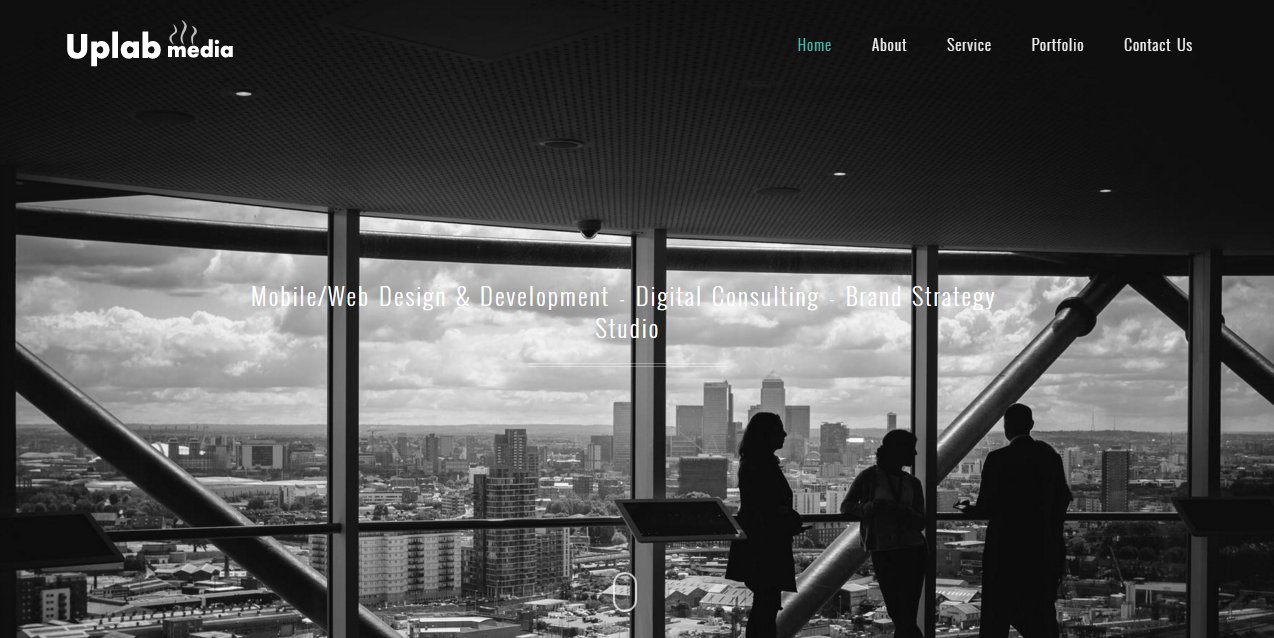 Uplab media
Home About Service Portfolio Contact Us
Mobile/Web Design & Development - Digital Consulting - Brand Strategy
Studio